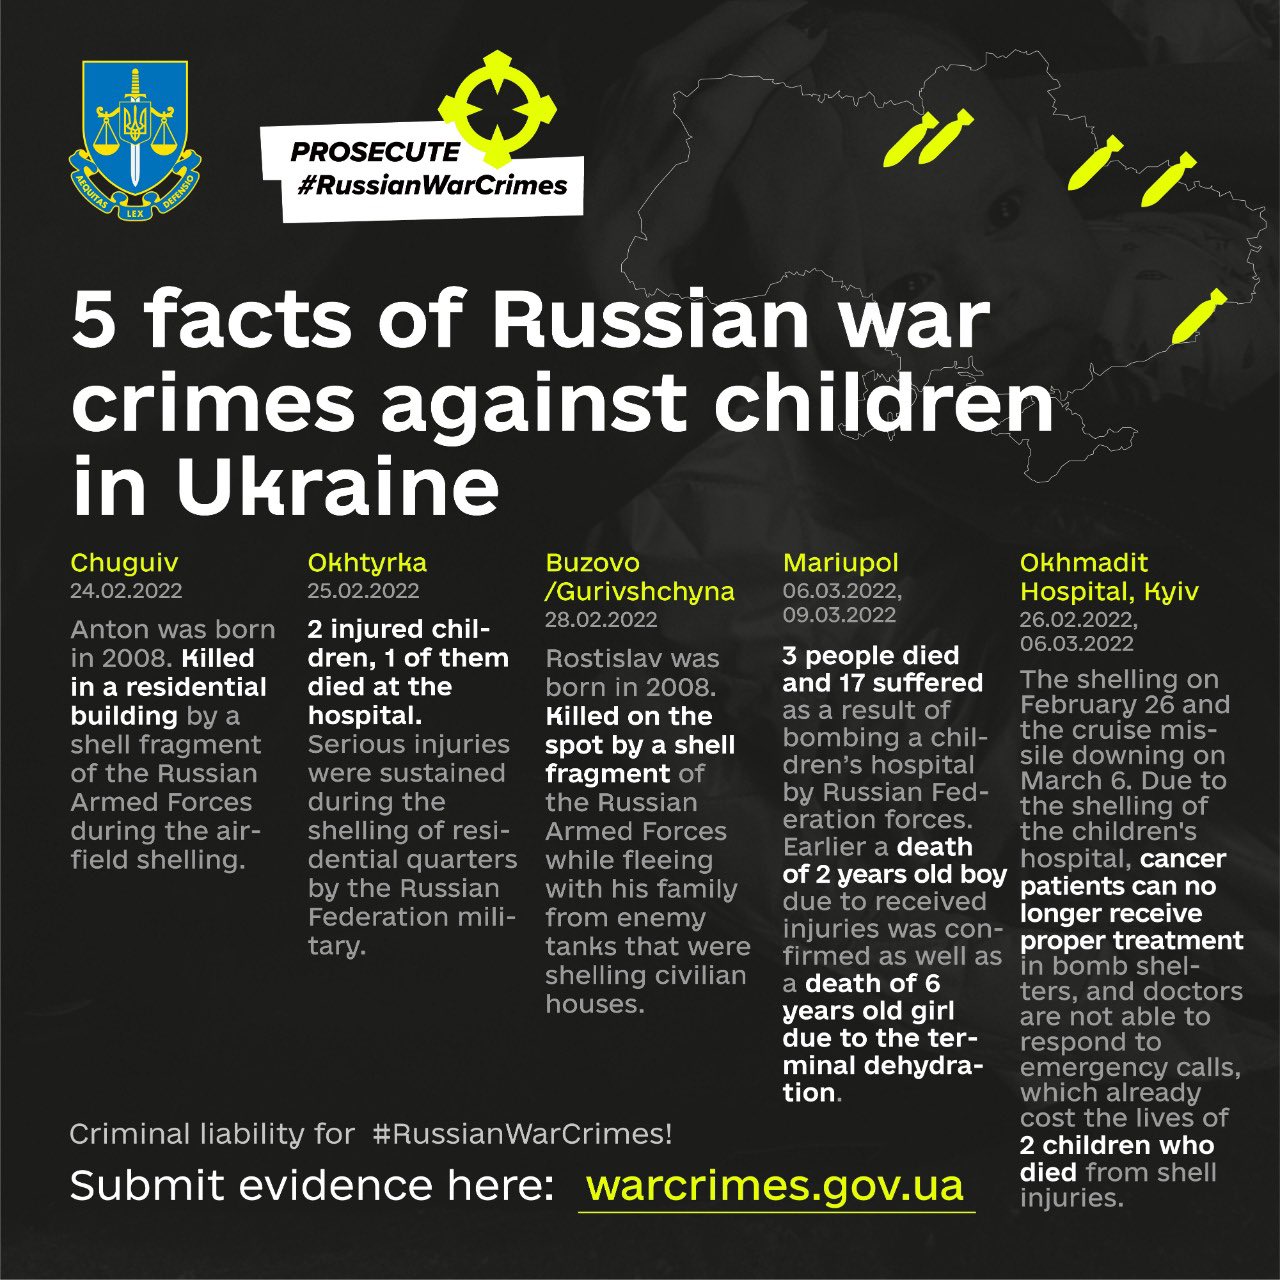 AEQUITAS LEX DEFENSIO
PROSECUTE
#RussianWarCrimes
5 facts of Russian war
crimes against children
in Ukraine
Chuguiv
24.02.2022
Anton was born
in 2008. Killed
in a residential
building by a
shell fragment
of the Russian
Armed Forces
during the air-
field shelling.
Okhtyrka
25.02.2022
2 injured chil-
dren, 1 of them
died at the
hospital.
Serious injuries
were sustained
during the
shelling of resi-
dential quarters
by the Russian
Federation mili-
tary.
Buzovo
/Gurivshchyna
28.02.2022
Rostislav was
born in 2008.
Killed on the
spot by a shell
fragment of
the Russian
Armed Forces
while fleeing
with his family
from enemy
tanks that were
shelling civilian
houses.
Mariupol
06.03.2022,
09.03.2022
3 people died
and 17 suffered
as a result of
bombing a chil-
dren's hospital
by Russian Fed-
eration forces.
Earlier a death
of 2 years old boy
due to received
injuries was con-
firmed as well as
a death of 6
years old girl
due to the ter-
minal dehydra-
tion.
Okhmadit
Hospital, Kyiv
26.02.2022,
06.03.2022
The shelling on
February 26 and
the cruise mis-
sile downing on
March 6. Due to
the shelling of
the children's
hospital, cancer
patients can no
longer receive
proper treatment
in bomb shel-
ters, and doctors
are not able to
respond to
emergency calls,
which already
cost the lives of
2 children who
died from shell
injuries.
Criminal liability for #RussianWarCrimes!
Submit evidence here: warcrimes.gov.ua